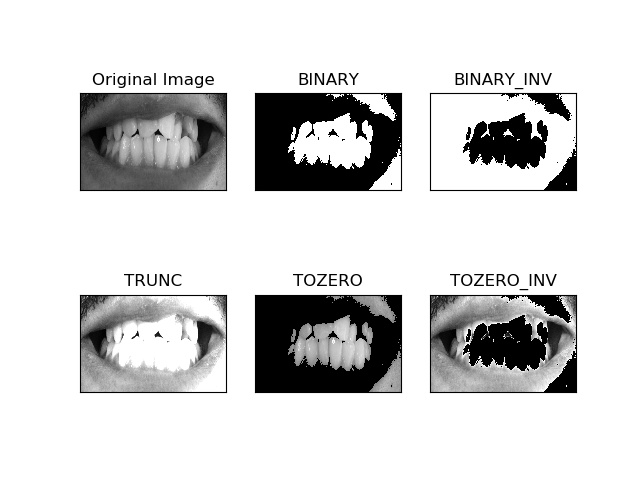 Original Image
BINARY
BINARY_INV
TRUNC
TOZERO
TOZERO_INV